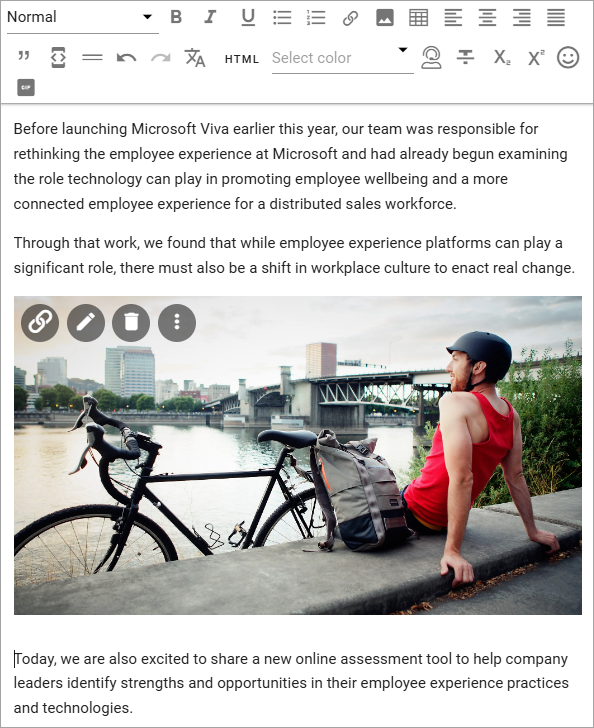 Normal
B I U
HTML Select color X₂ X²
GIF
Before launching Microsoft Viva earlier this year, our team was responsible for
rethinking the employee experience at Microsoft and had already begun examining
the role technology can play in promoting employee wellbeing and a more
connected employee experience for a distributed sales workforce.
Through that work, we found that while employee experience platforms can play a
significant role, there must also be a shift in workplace culture to enact real change.
Today, we are also excited to share a new online assessment tool to help company
leaders identify strengths and opportunities in their employee experience practices
and technologies.